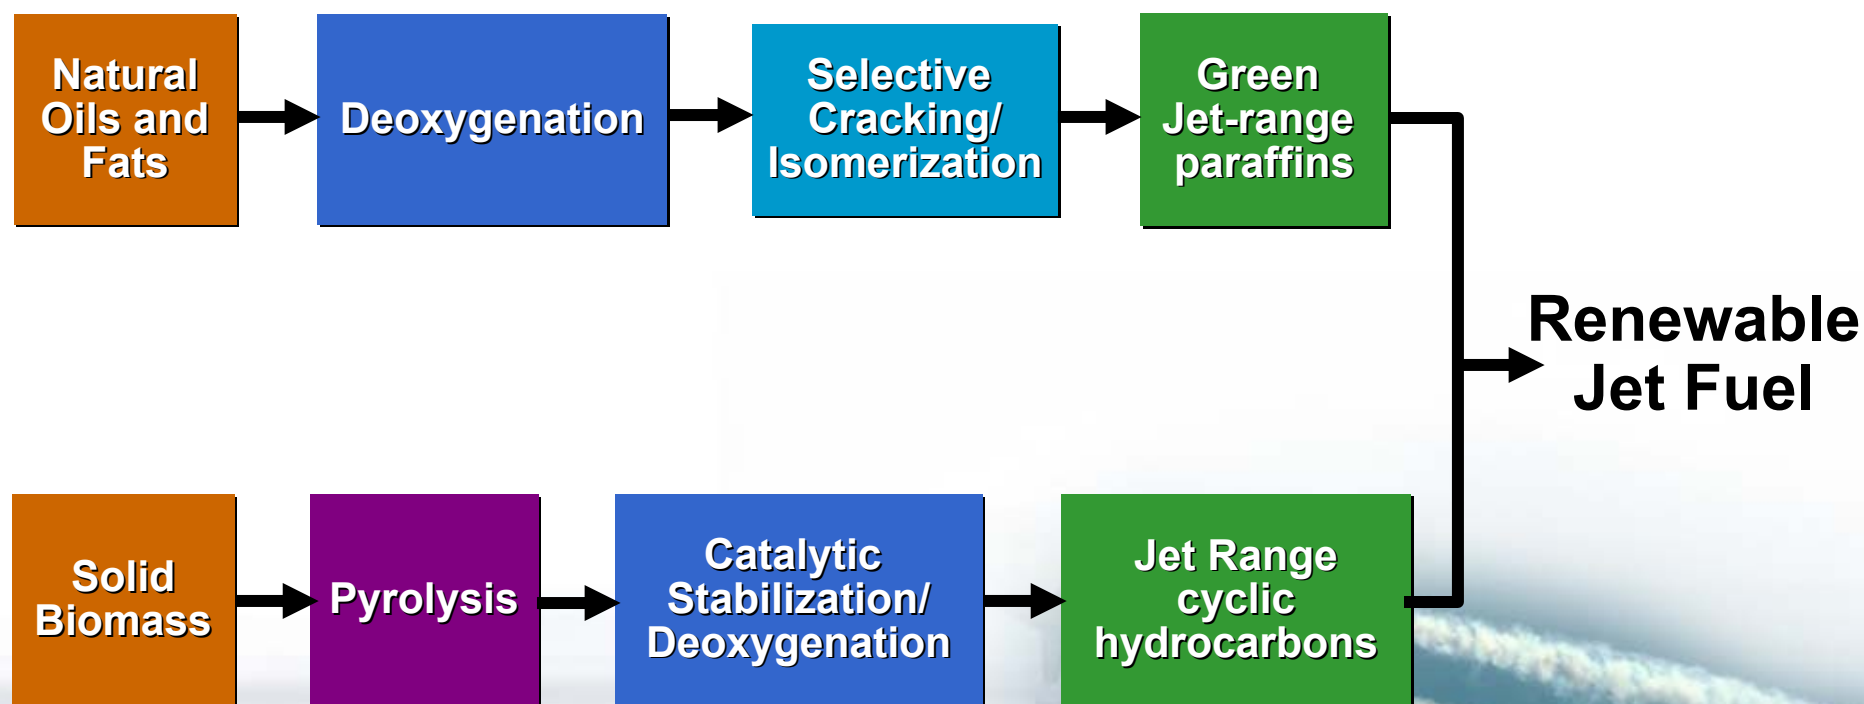 Natural
Oils and
Fats
Deoxygenation
Selective
Cracking/
Isomerization
Green
Jet-range
paraffins
Renewable
Jet Fuel
Solid
Biomass
Pyrolysis
Catalytic
Stabilization/
Deoxygenation
Jet Range
cyclic
hydrocarbons